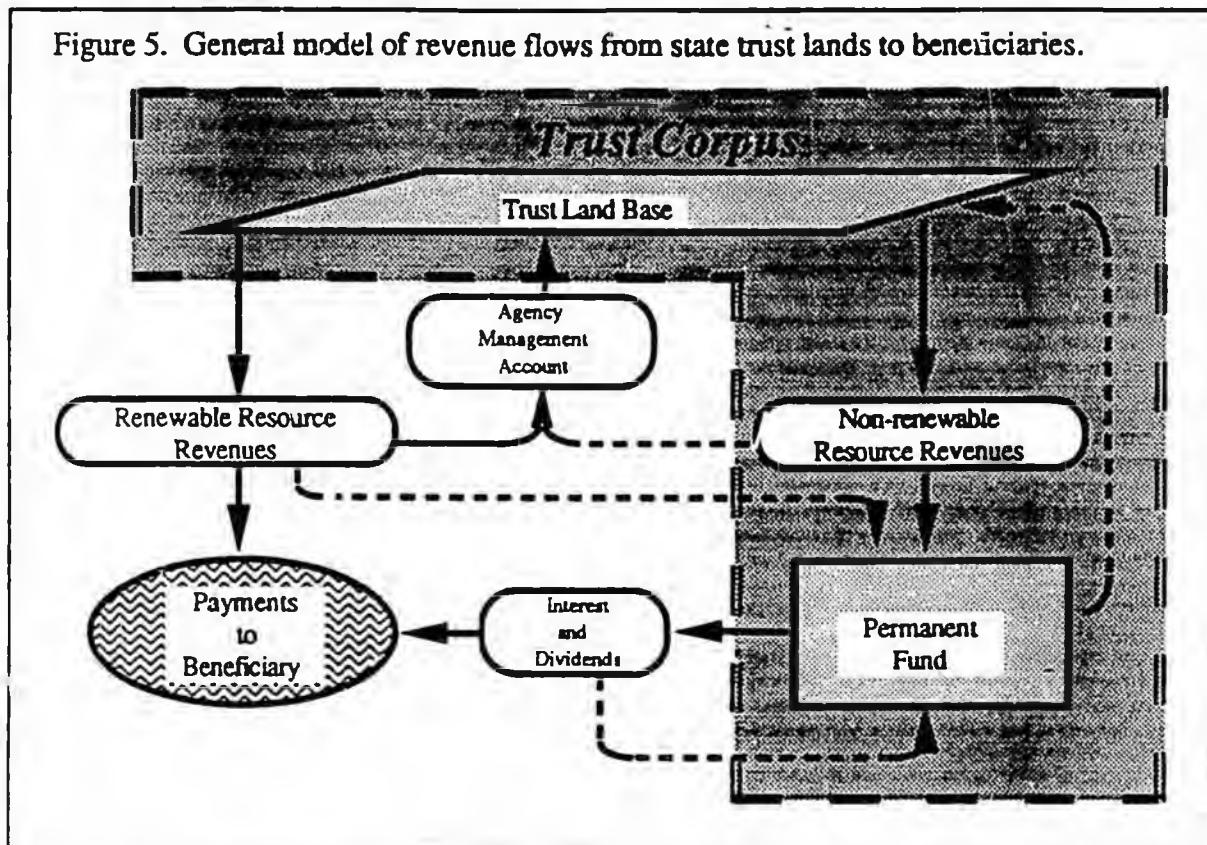 Figure 5. General model of revenue flows from state trust lands to beneficiaries.
Trust Corpus
Trust Land Base
Agency
Management
Account
Renewable Resource
Revenues
Non-renewable
Resource Revenues
Payments
to
Beneficiary
Interest
and
Dividends
Permanent
Fund